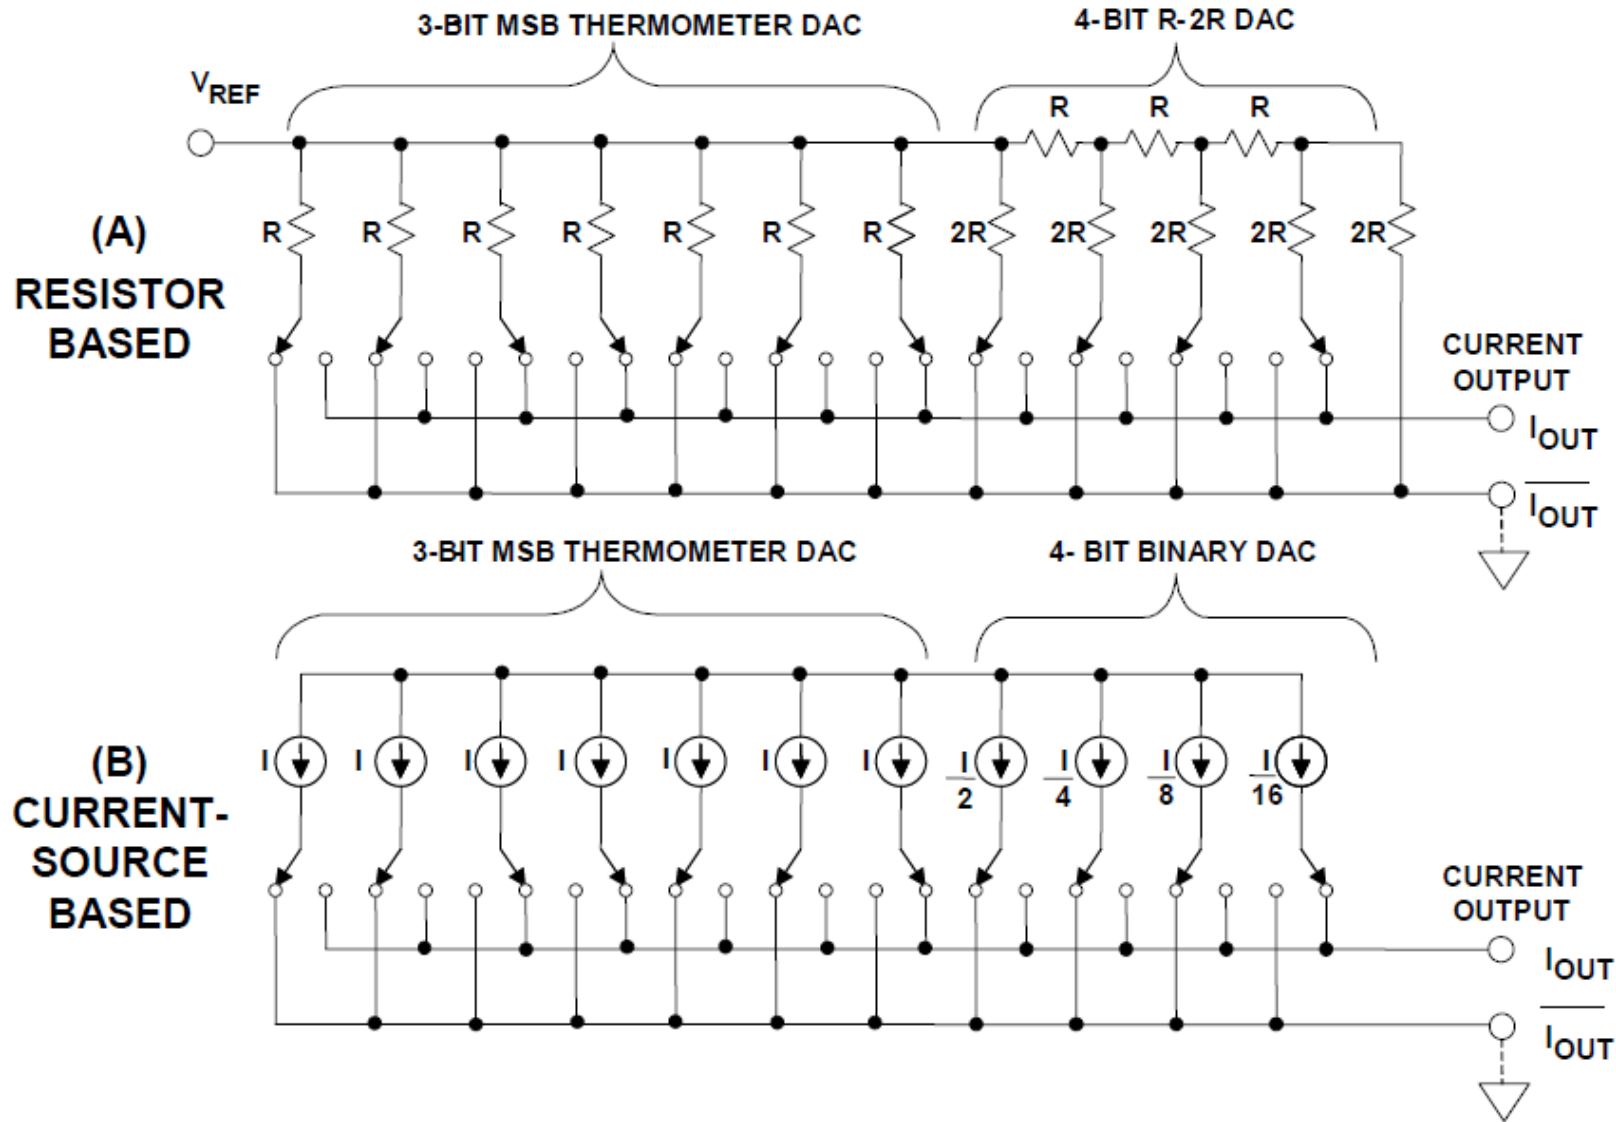 3-BIT MSB THERMOMETER DAC
4- BIT R- 2R DAC
VREF
R R R
(A)
RESISTOR
BASED
R R R R R R R 2R 2R 2R 2R 2R
CURRENT
OUTPUT
IOUT
IOUT
3-BIT MSB THERMOMETER DAC
4- BIT BINARY DAC
(B)
CURRENT-
SOURCE
BASED
I I I I I I I I/2 I/4 I/8 I/16
CURRENT
OUTPUT
IOUT
IOUT